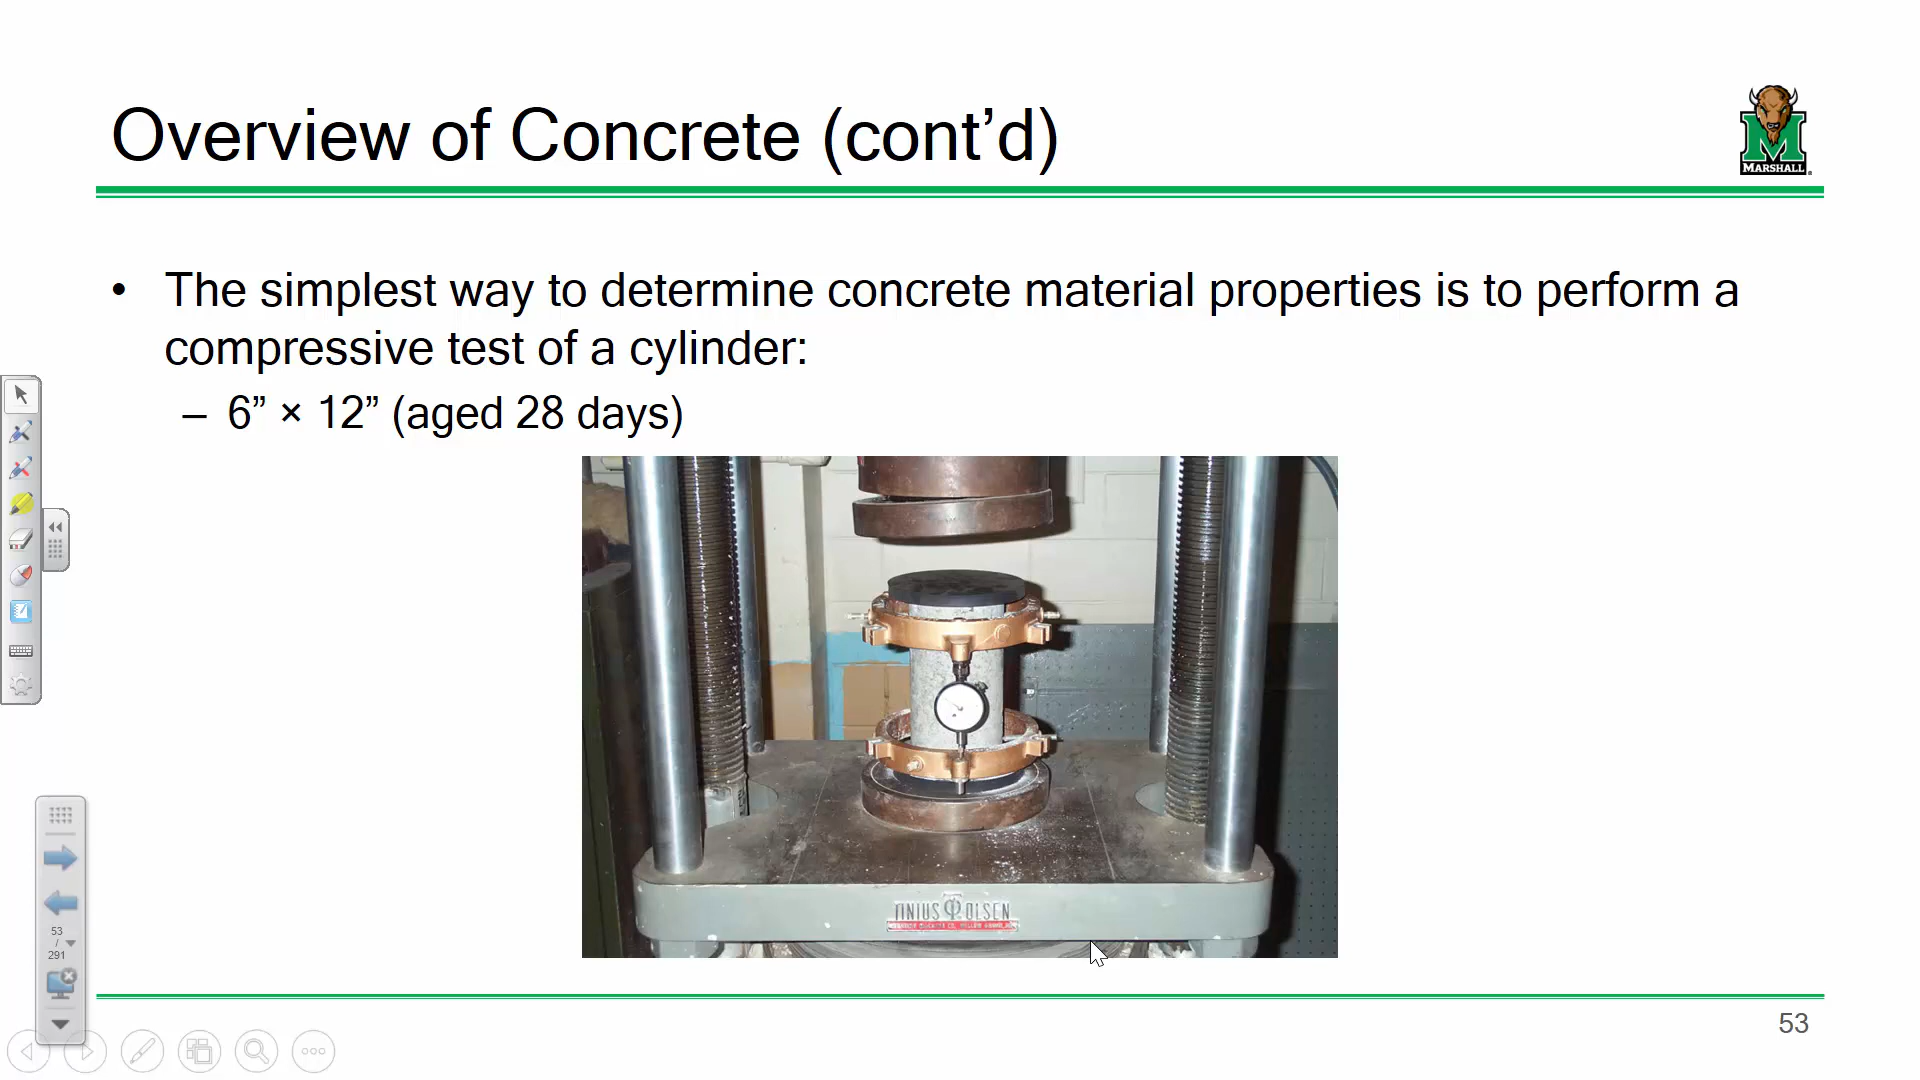 Overview of Concrete (cont’d)
MARSHALL
• The simplest way to determine concrete material properties is to perform a
compressive test of a cylinder:
– 6” × 12” (aged 28 days)
TINIUS OLSEN
53
/
291
53